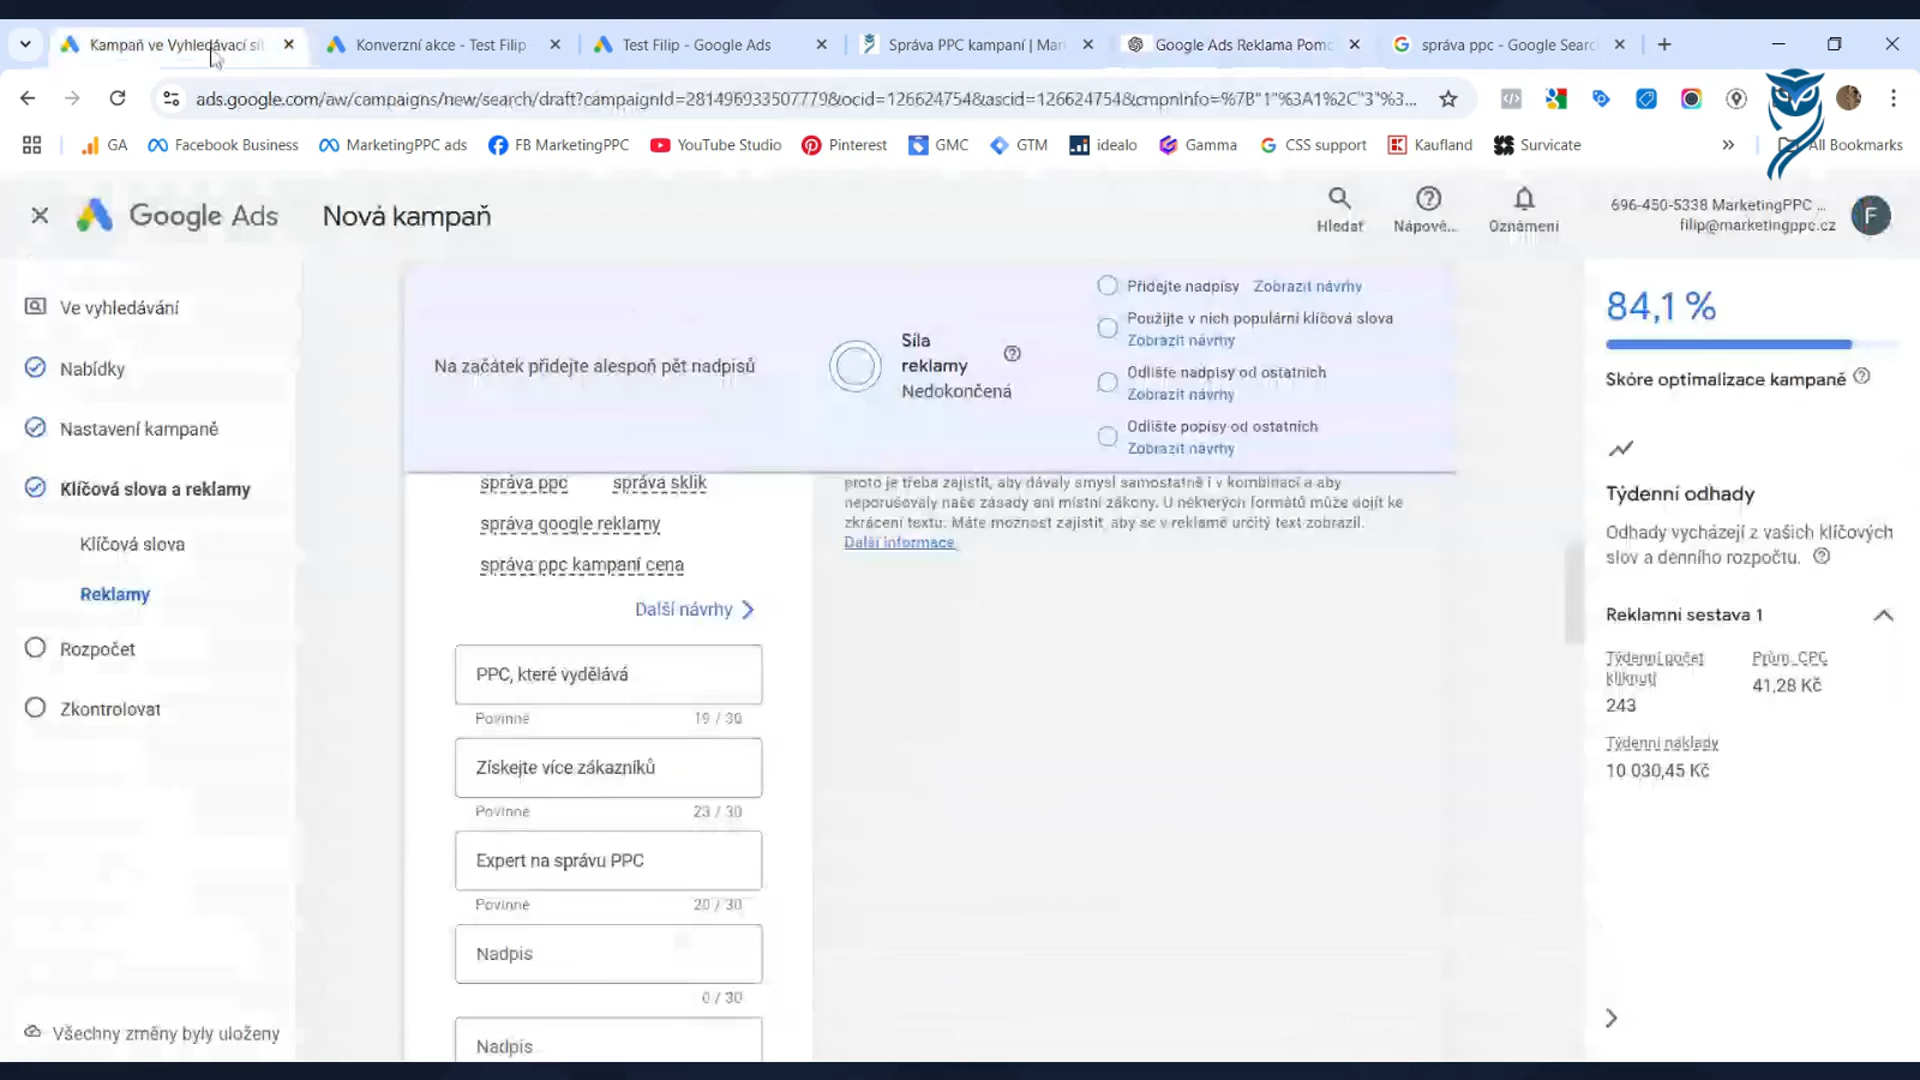 Kampaň ve Vyhledávací sít
Konverzní akce - Test Filip
Test Filip - Google Ads
Správa PPC kampaní | Mar
Google Ads Reklama Pomo
správa ppc - Google Searc
ads.google.com/aw/campaigns/new/search/draft?campaignId=281496933507779&ocid=126624754&ascid=126624754&cmpnInfo=%7B"1"%3A1%2C"3"%3...
GA
Facebook Business
MarketingPPC ads
FB MarketingPPC
YouTube Studio
Pinterest
GMC
GTM
idealo
Gamma
CSS support
Kaufland
Survicate
All Bookmarks
Google Ads
Nová kampaň
Hledat
Nápově...
Oznámení
696-450-5338 MarketingPPC ...
filip@marketingppc.cz
F
Ve vyhledávání
Nabídky
Nastavení kampaně
Klíčová slova a reklamy
Klíčová slova
Reklamy
Rozpočet
Zkontrolovat
Všechny změny byly uloženy
Na začátek přidejte alespoň pět nadpisů
Síla
reklamy
Nedokončená
Přidejte nadpisy Zobrazit návrhy
Použijte v nich populární klíčová slova
Zobrazit návrhy
Odlište nadpisy od ostatních
Zobrazit návrhy
Odlište popisy od ostatních
Zobrazit návrhy
správa ppc
správa sklik
správa google reklamy
správa ppc kampaní cena
Další návrhy
PPC, které vydělává
Povinné
19 / 30
Získejte více zákazníků
Povinné
23 / 30
Expert na správu PPC
Povinné
20 / 30
Nadpis
0 / 30
Nadpis
proto je třeba zajistit, aby dávaly smysl samostatně i v kombinaci a aby
neporušovaly naše zásady ani místní zákony. U některých formátů může dojít ke
zkrácení textu. Máte možnost zajistit, aby se v reklamě určitý text zobrazil.
Další informace
84,1 %
Skóre optimalizace kampaně
Týdenní odhady
Odhady vycházejí z vašich klíčových
slov a denního rozpočtu.
Reklamní sestava 1
Týdenní počet
kliknutí
243
Prům. CPC
41,28 Kč
Týdenní náklady
10 030,45 Kč